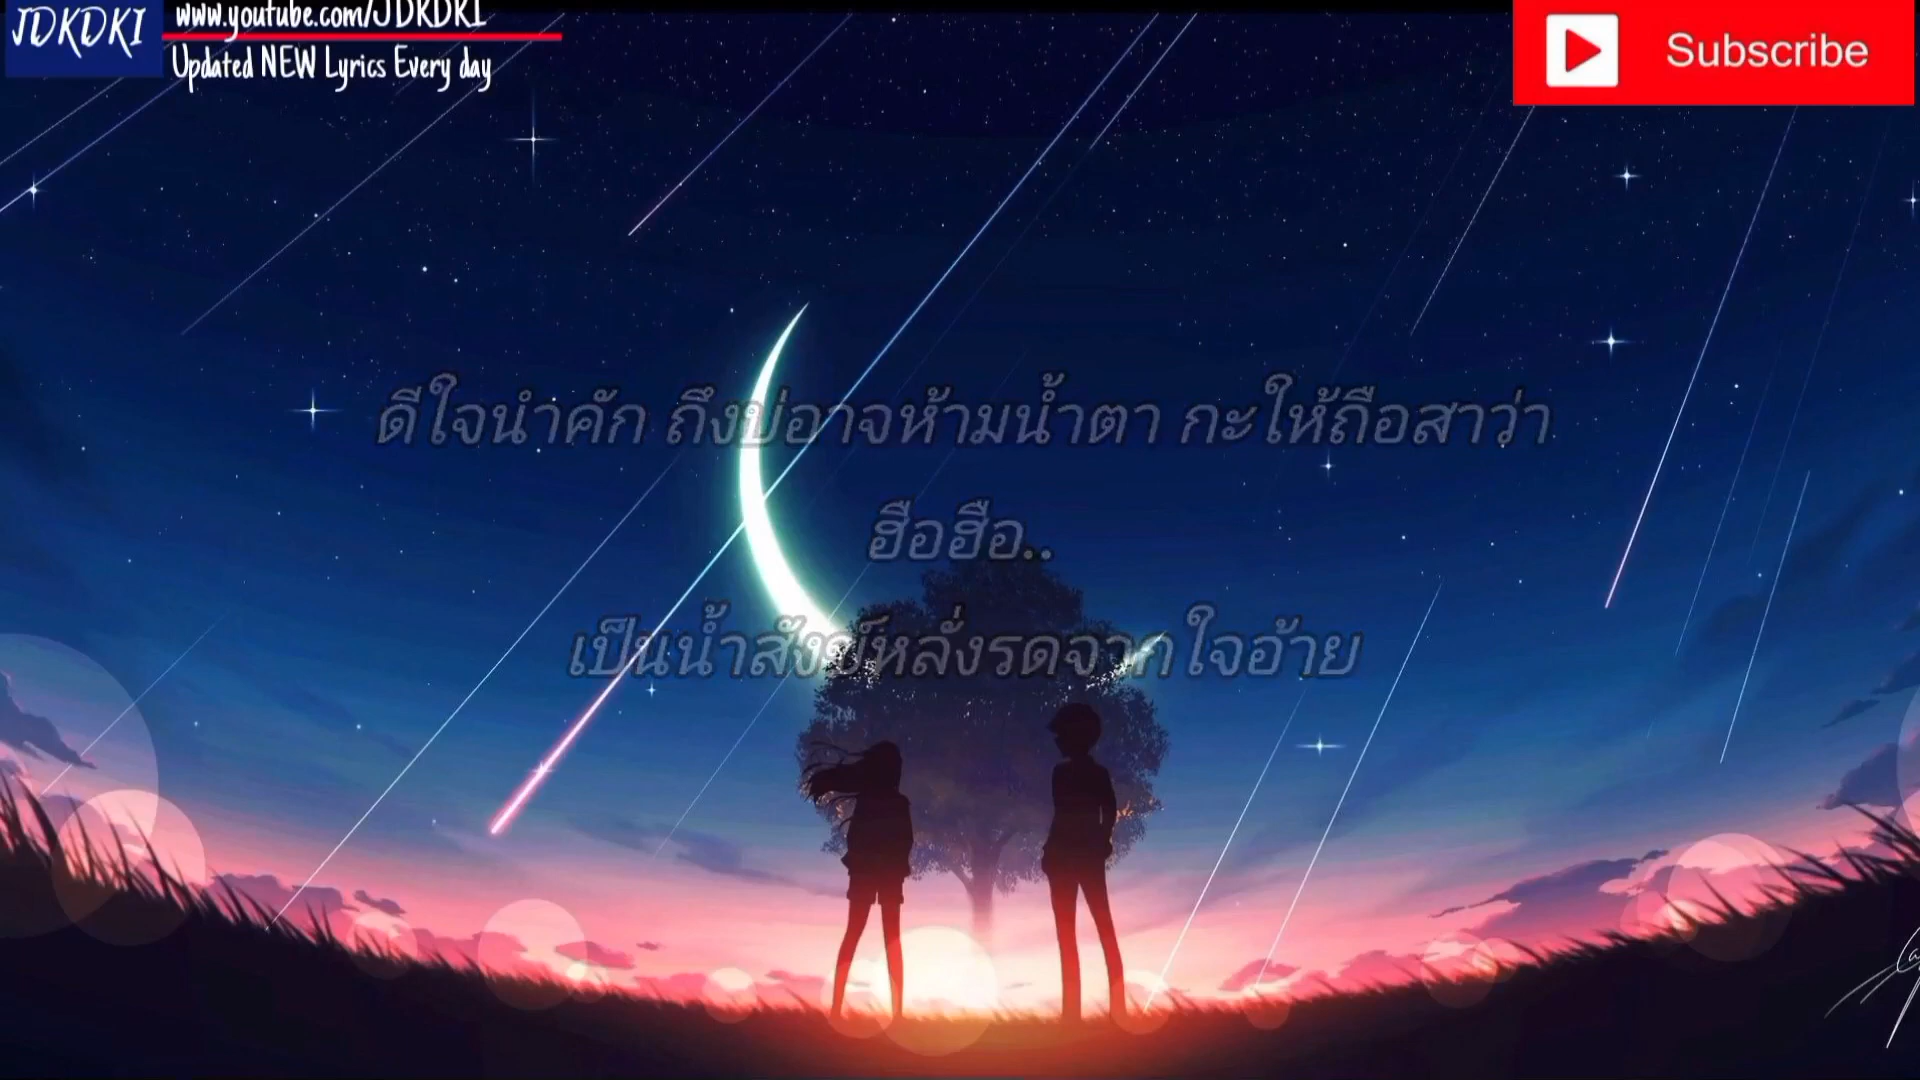 JDKDKI
www.youtube.com/JDKDKI
Updated NEW Lyrics Every day
Subscribe
ดีใจนำคัก ถึงบ่อาจห้ามน้ำตา กะให้ถือสาว่า
ฮือฮือ..
เป็นน้ำสังข์หลั่งรดจากใจอ้าย